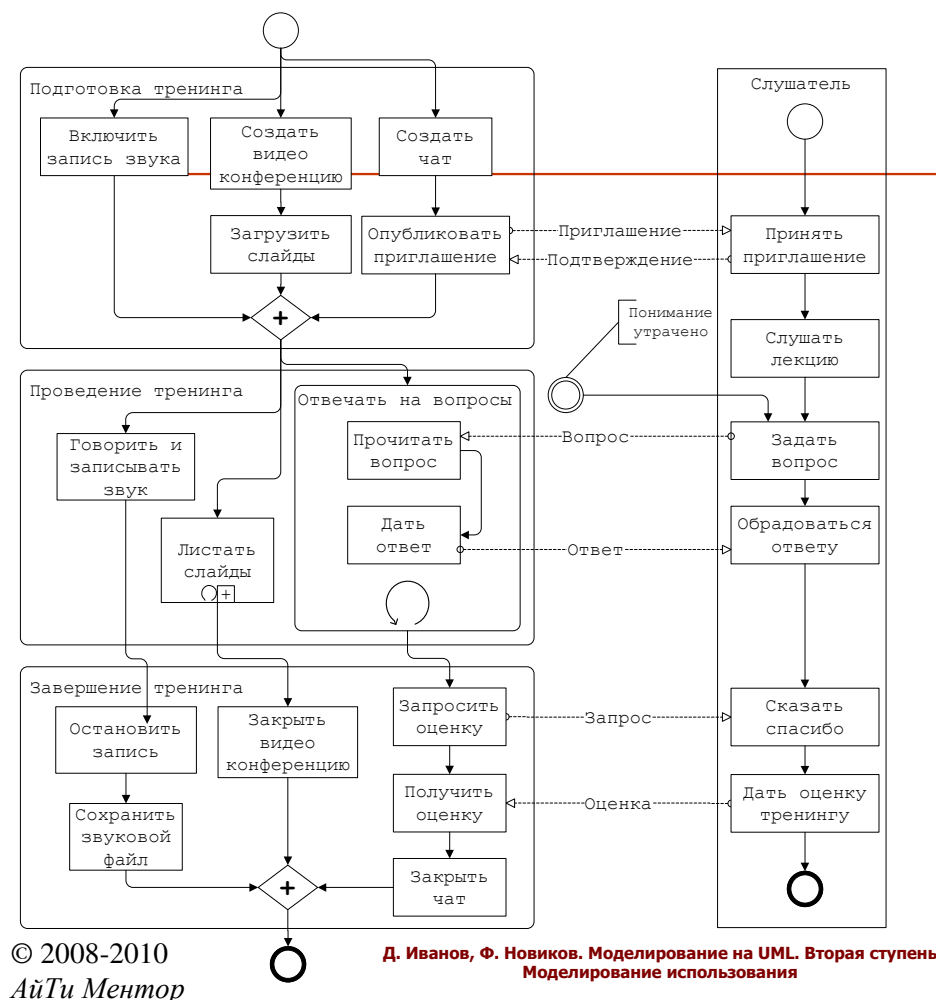 Подготовка тренинга
Слушатель
Включить
запись звука
Создать
видео
конференцию
Создать
чат
Загрузить
слайды
Опубликовать
приглашение
Приглашение
Подтверждение
Принять
приглашение
Понимание
утрачено
Слушать
лекцию
Проведение тренинга
Отвечать на вопросы
Говорить и
записывать
звук
Прочитать
вопрос
Вопрос
Задать
вопрос
Листать
слайды
Дать
ответ
Ответ
Обрадоваться
ответу
Завершение тренинга
Остановить
запись
Закрыть
видео
конференцию
Запросить
оценку
Запрос
Сказать
спасибо
Сохранить
звуковой
файл
Получить
оценку
Оценка
Дать оценку
тренингу
Закрыть
чат
© 2008-2010
АйТи Ментор
Д. Иванов, Ф. Новиков. Моделирование на UML. Вторая ступень
Моделирование использования